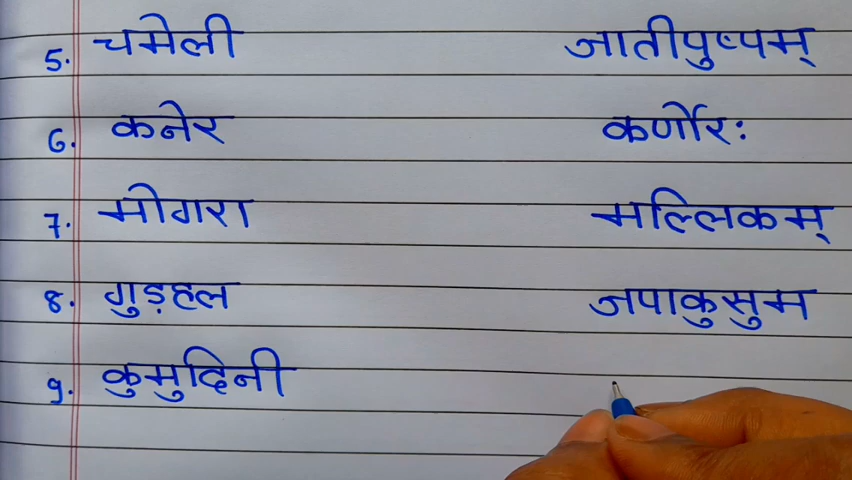 5. चमेली जातीपुष्पम्
6. कनेर कर्णोरः
7. मोगरा मल्लिकम्
8. गुड़हल जपाकुसुम
9. कुमुदिनी